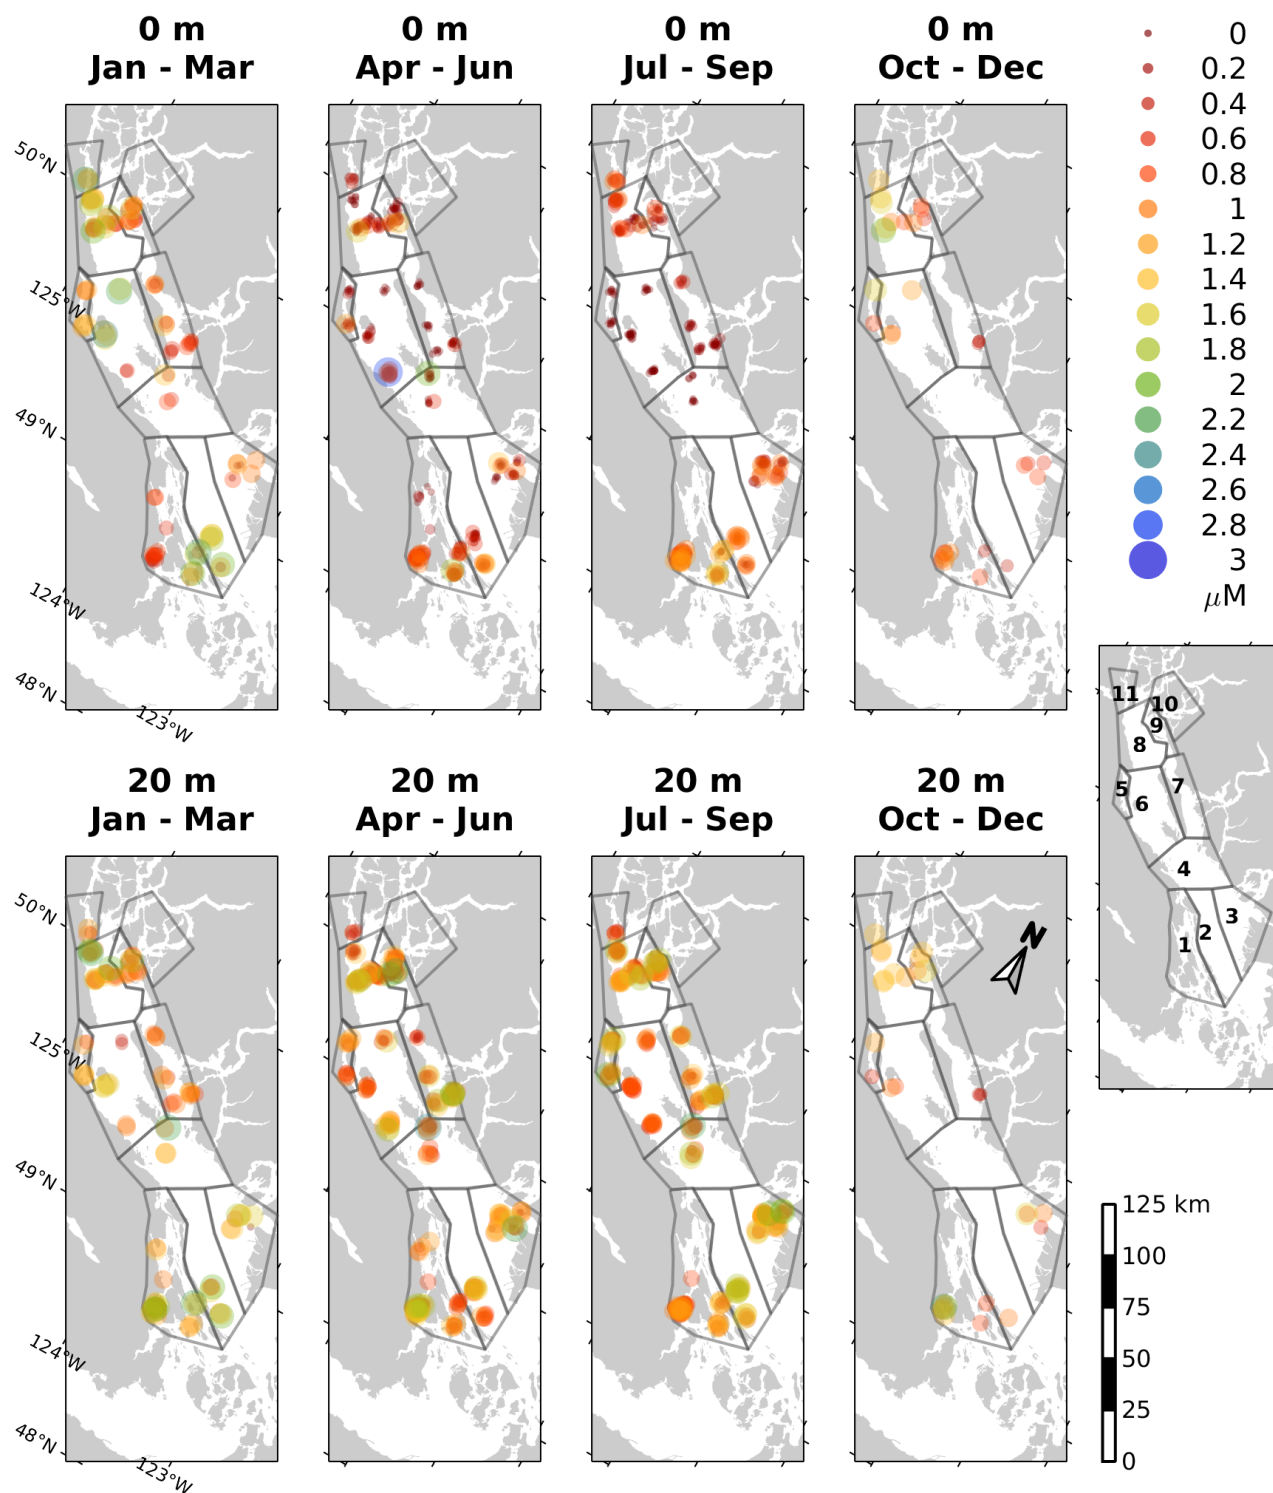 0 m
Jan - Mar
0 m
Apr - Jun
0 m
Jul - Sep
0 m
Oct - Dec
50°N
125°W
49°N
124°W
48°N
123°W
0
0.2
0.4
0.6
0.8
1
1.2
1.4
1.6
1.8
2
2.2
2.4
2.6
2.8
3
μM
11
10
9
8
7
5
6
4
3
2
1
20 m
Jan - Mar
20 m
Apr - Jun
20 m
Jul - Sep
20 m
Oct - Dec
50°N
125°W
49°N
124°W
48°N
123°W
N
125 km
100
75
50
25
0